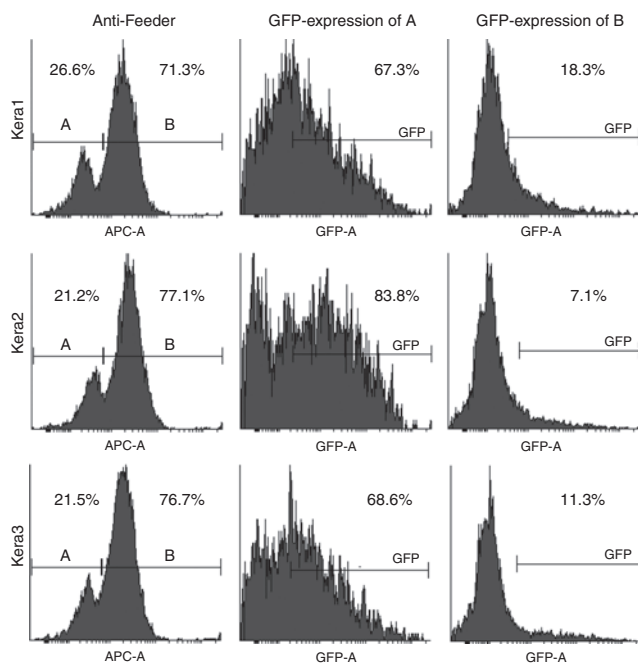 Anti-Feeder GFP-expression of A GFP-expression of B
Kera1
26.6% 71.3% 67.3% 18.3%
A B GFP GFP
APC-A GFP-A GFP-A
Kera2
21.2% 77.1% 83.8% 7.1%
A B GFP GFP
APC-A GFP-A GFP-A
Kera3
21.5% 76.7% 68.6% 11.3%
A B GFP GFP
APC-A GFP-A GFP-A